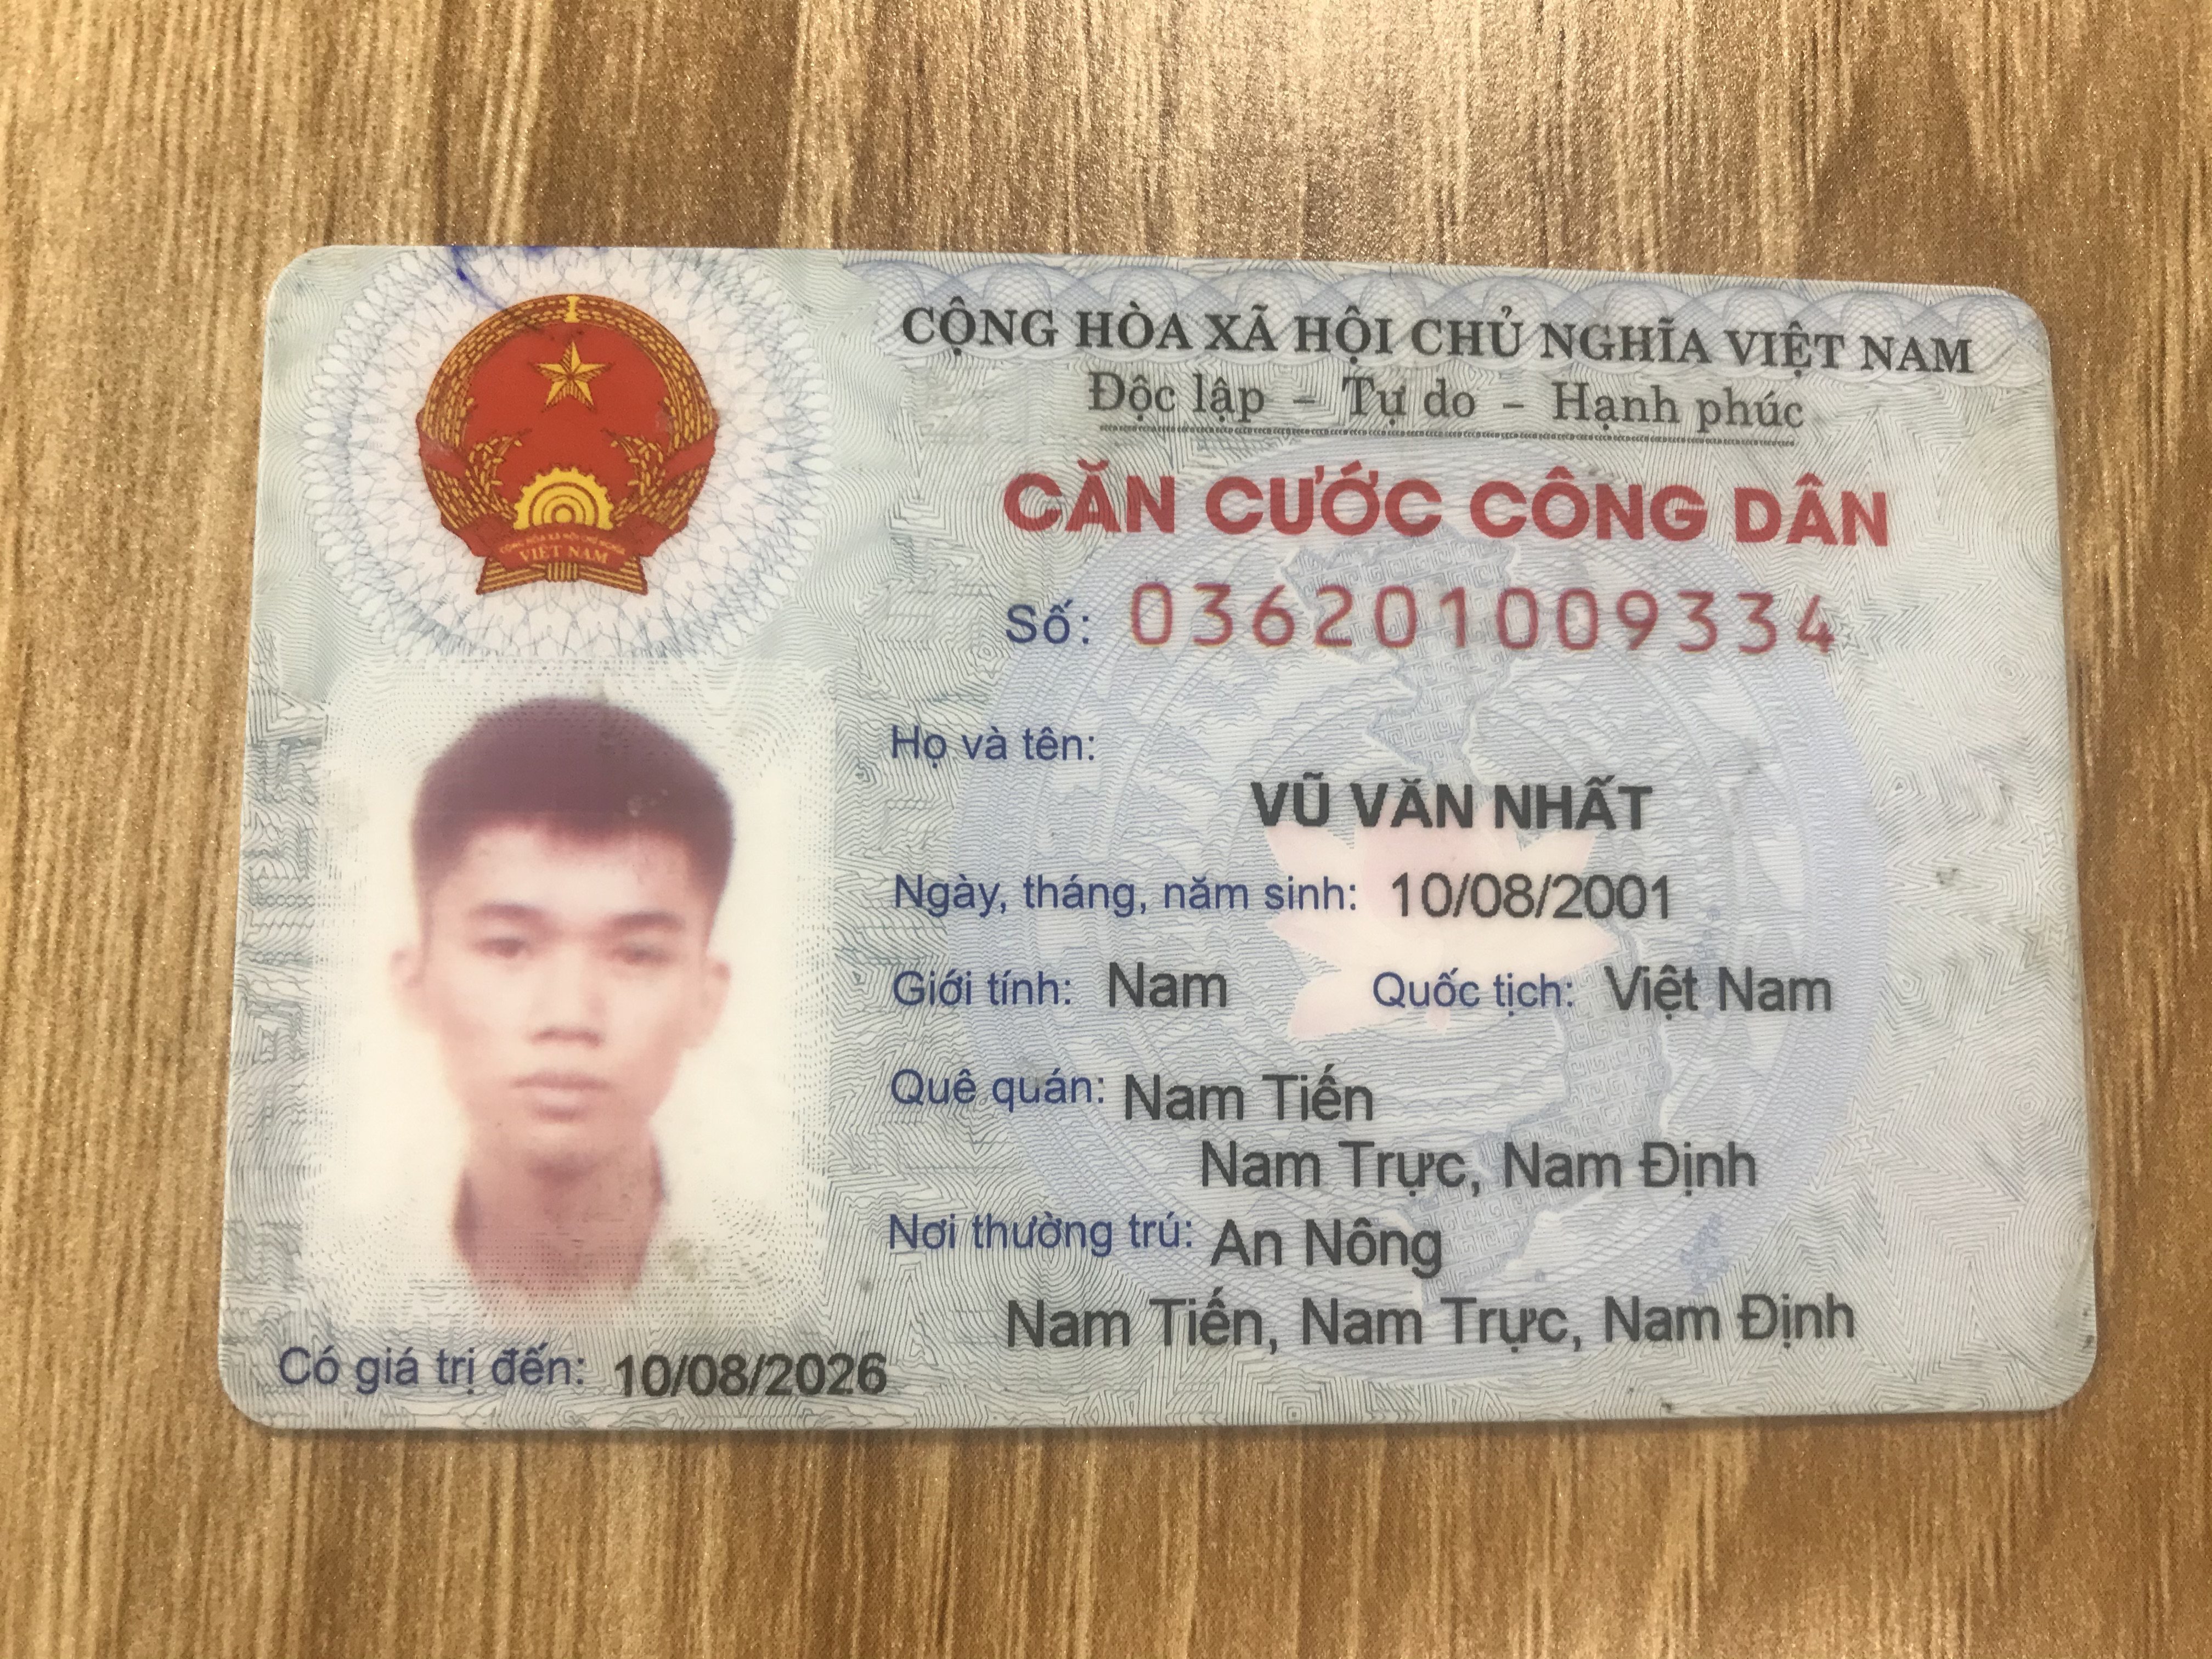 CỘNG HÒA XÃ HỘI CHỦ NGHĨA VIỆT NAM
Độc lập – Tự do – Hạnh phúc
CĂN CƯỚC CÔNG DÂN
Số: 036201009334
Họ và tên:
VŨ VĂN NHẤT
Ngày, tháng, năm sinh: 10/08/2001
Giới tính: Nam Quốc tịch: Việt Nam
Quê quán: Nam Tiến
Nam Trực, Nam Định
Nơi thường trú: An Nông
Nam Tiến, Nam Trực, Nam Định
Có giá trị đến: 10/08/2026
CỘNG HÒA XÃ HỘI CHỦ NGHĨA
VIỆT NAM